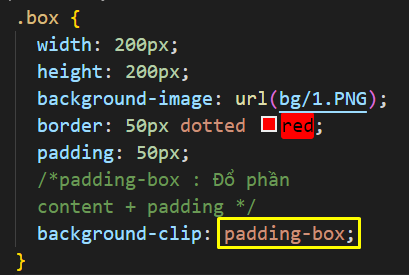 .box {
width: 200px;
height: 200px;
background-image: url(bg/1.PNG);
border: 50px dotted red;
padding: 50px;
/*padding-box : Đổ phần
content + padding */
background-clip: padding-box;
}